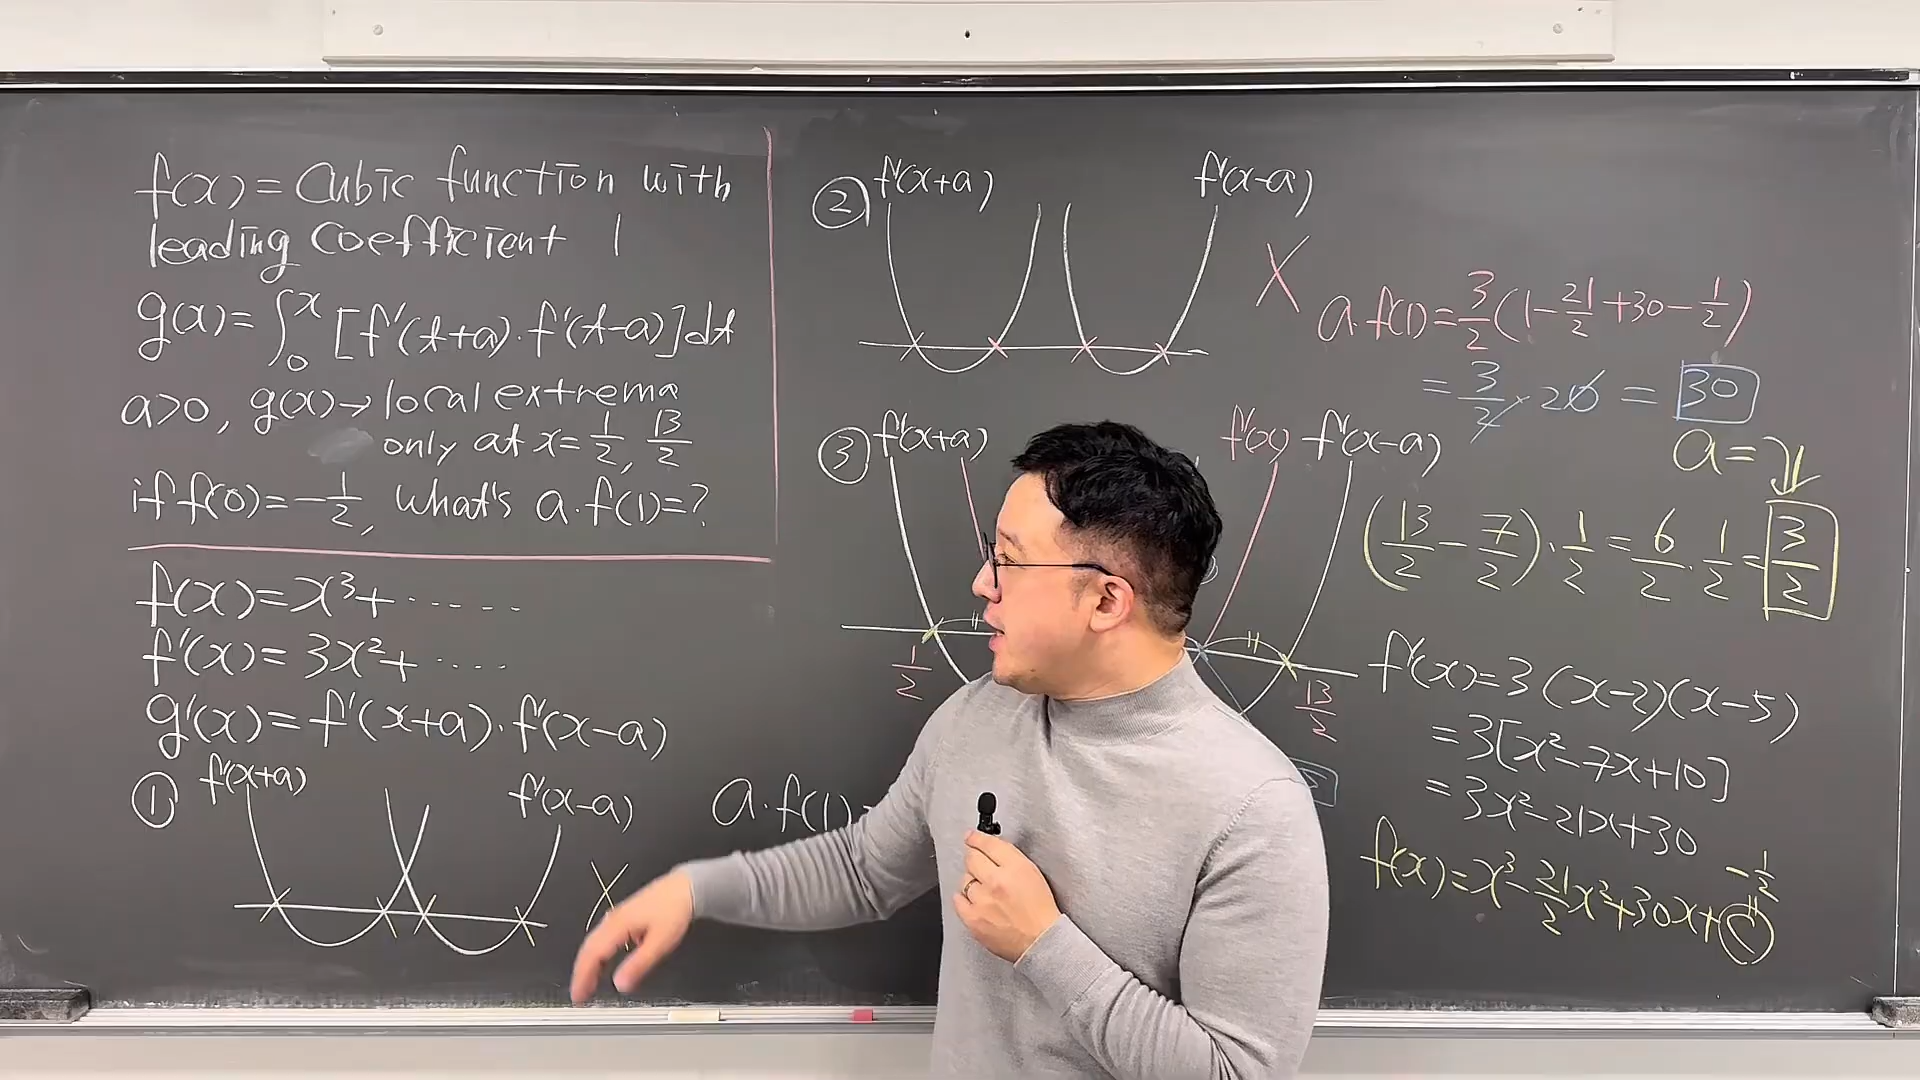 f(x) = Cubic function with
leading coefficient 1
g(x) = ∫₀ˣ [f'(t+a)·f'(t-a)]dt
a>0, g(x) → local extrema
only at x = 1/2, 13/2
if f(0) = -1/2, what's a·f(1) = ?
f(x) = x³ + ·····
f'(x) = 3x² + ····
g'(x) = f'(x+a)·f'(x-a)
① f'(x+a) f'(x-a) X
a·f(1)
② f'(x+a) f'(x-a) X
③ f'(x+a) f'(x) f'(x-a)
1/2 13/2
a·f(1) = 3/2(1 - 21/2 + 30 - 1/2)
= 3/2 · 20 = 30
a =
(13/2 - 7/2)·1/2 = 6/2 · 1/2 = 3/2
f'(x) = 3(x-2)(x-5)
= 3[x² - 7x + 10]
= 3x² - 21x + 30
f(x) = x³ - 21/2 x² + 30x + C
-1/2